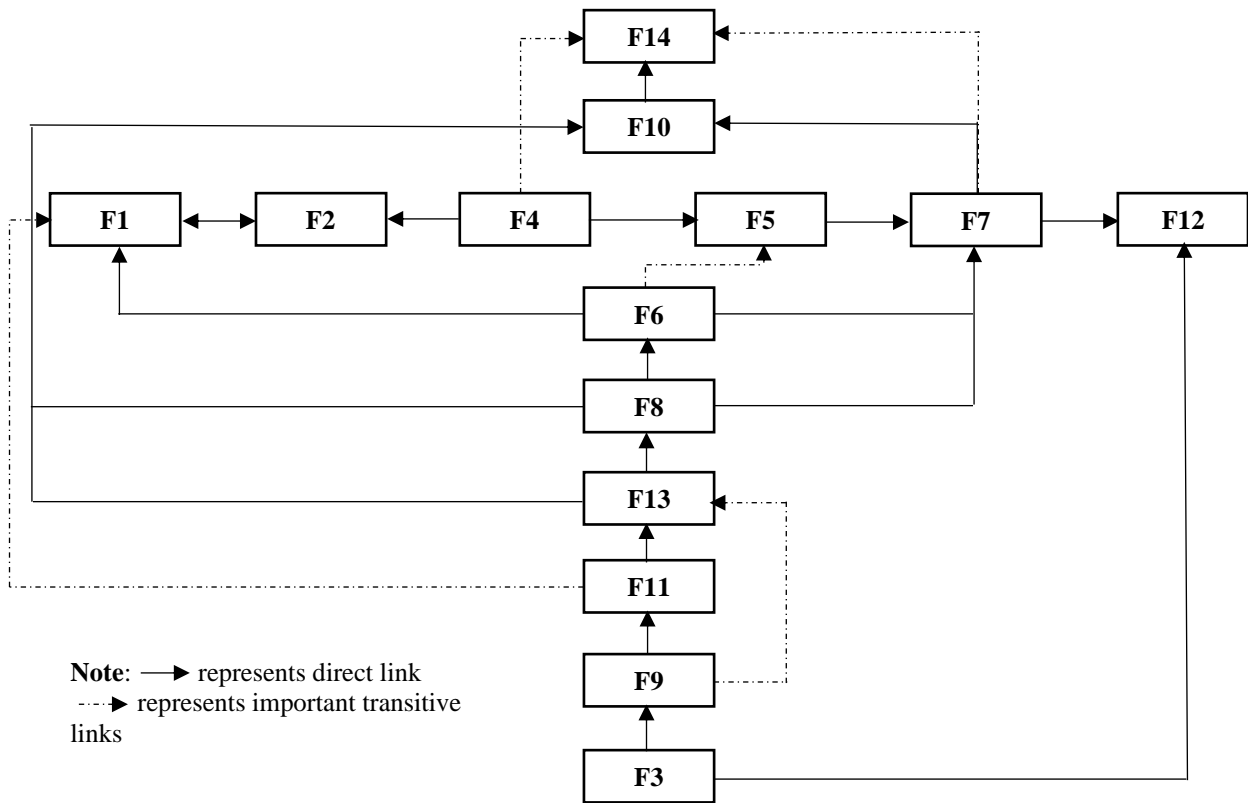 F14
F10
F1 F2 F4 F5 F7 F12
F6
F8
F13
F11
F9
F3
Note: represents direct link
represents important transitive
links